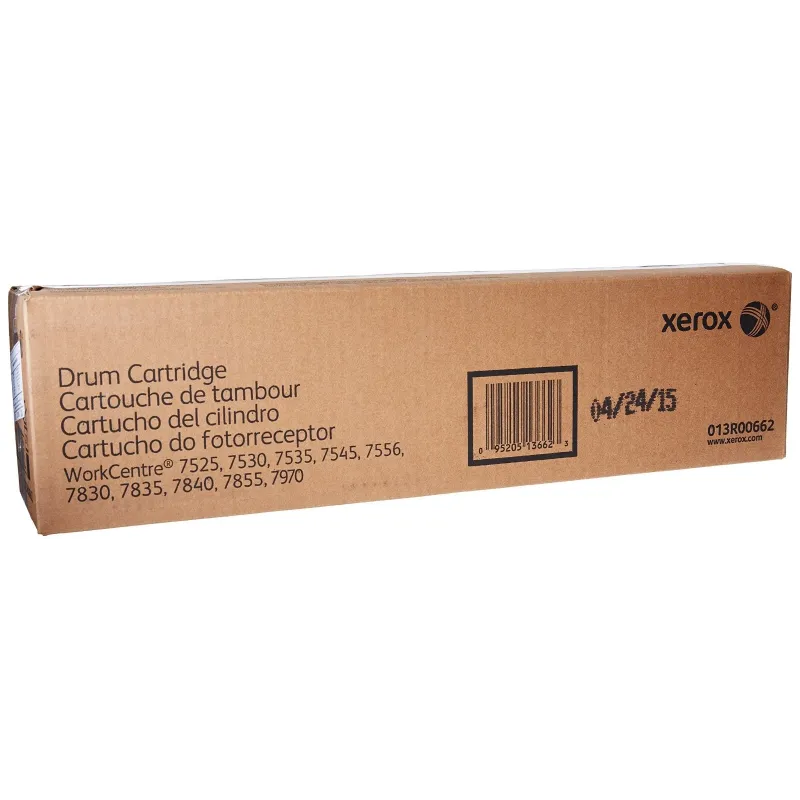 xerox ®
Drum Cartridge
Cartouche de tambour
Cartucho del cilindro
Cartucho do fotorreceptor
WorkCentre® 7525, 7530, 7535, 7545, 7556,
7830, 7835, 7840, 7855, 7970
0 95205 13662 3
04/24/15
013R00662
www.xerox.com